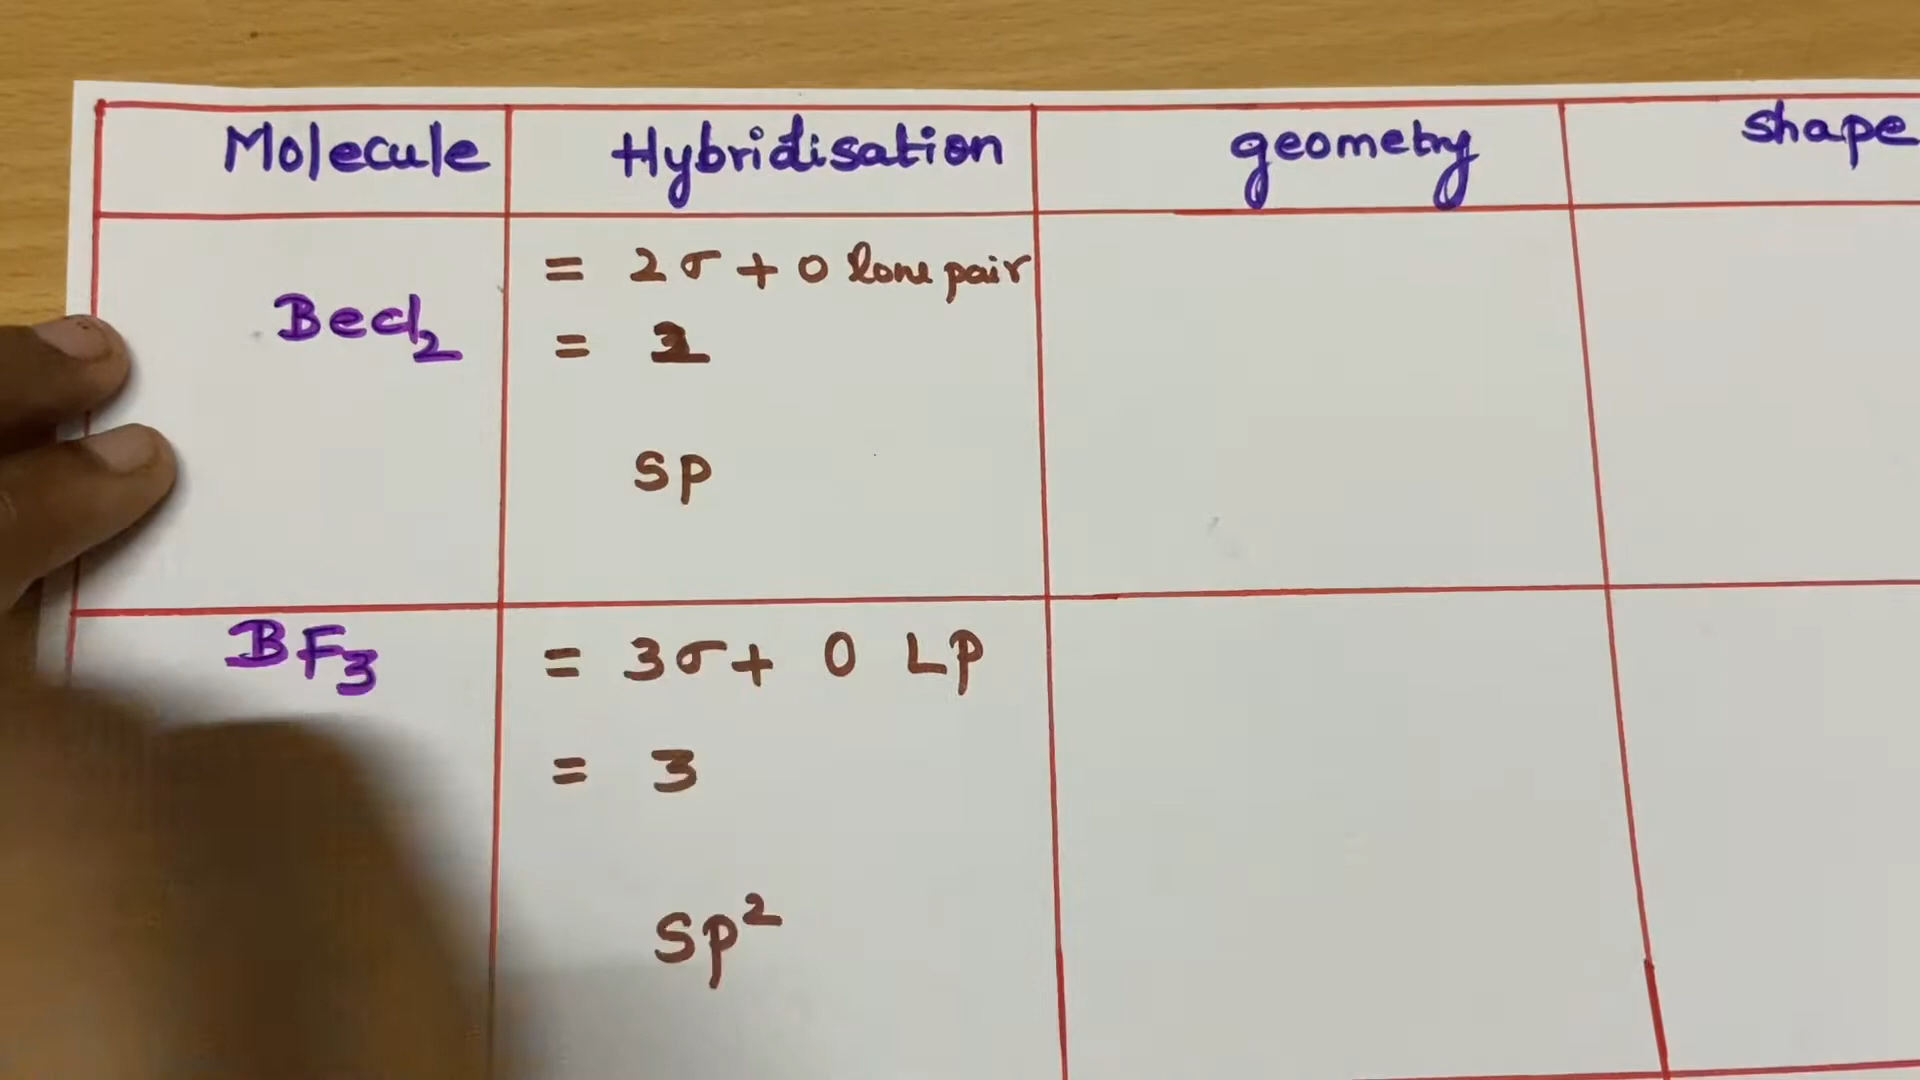 Molecule Hybridisation geometry shape
Becl2 = 2σ + 0 lone pair
= 2
sp
BF3 = 3σ + 0 LP
= 3
sp²